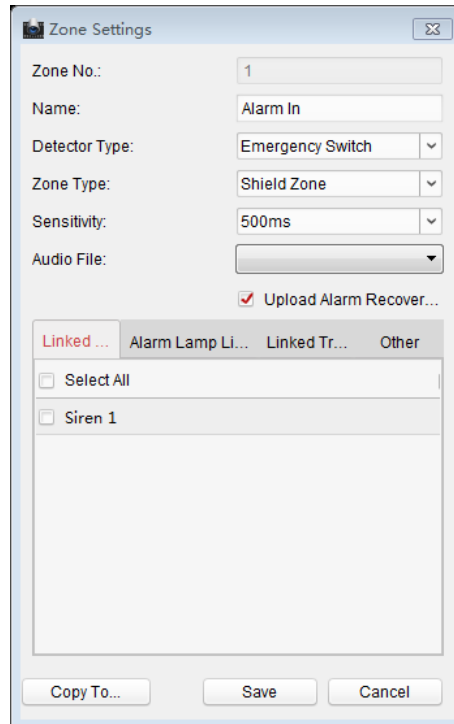 Zone Settings
Zone No.: 1
Name: Alarm In
Detector Type: Emergency Switch
Zone Type: Shield Zone
Sensitivity: 500ms
Audio File:
Upload Alarm Recover...
Linked ... Alarm Lamp Li... Linked Tr... Other
Select All
Siren 1
Copy To... Save Cancel